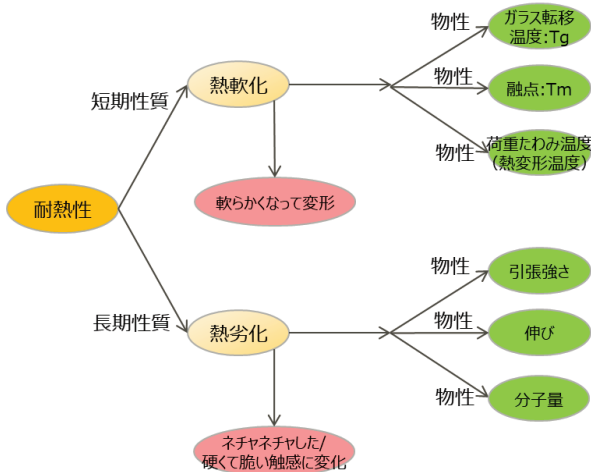 耐熱性
短期性質
熱軟化
軟らかくなって変形
物性
ガラス転移
温度:Tg
物性
融点:Tm
物性
荷重たわみ温度
(熱変形温度)
長期性質
熱劣化
ネチャネチャした/
硬くて脆い触感に変化
物性
引張強さ
物性
伸び
物性
分子量